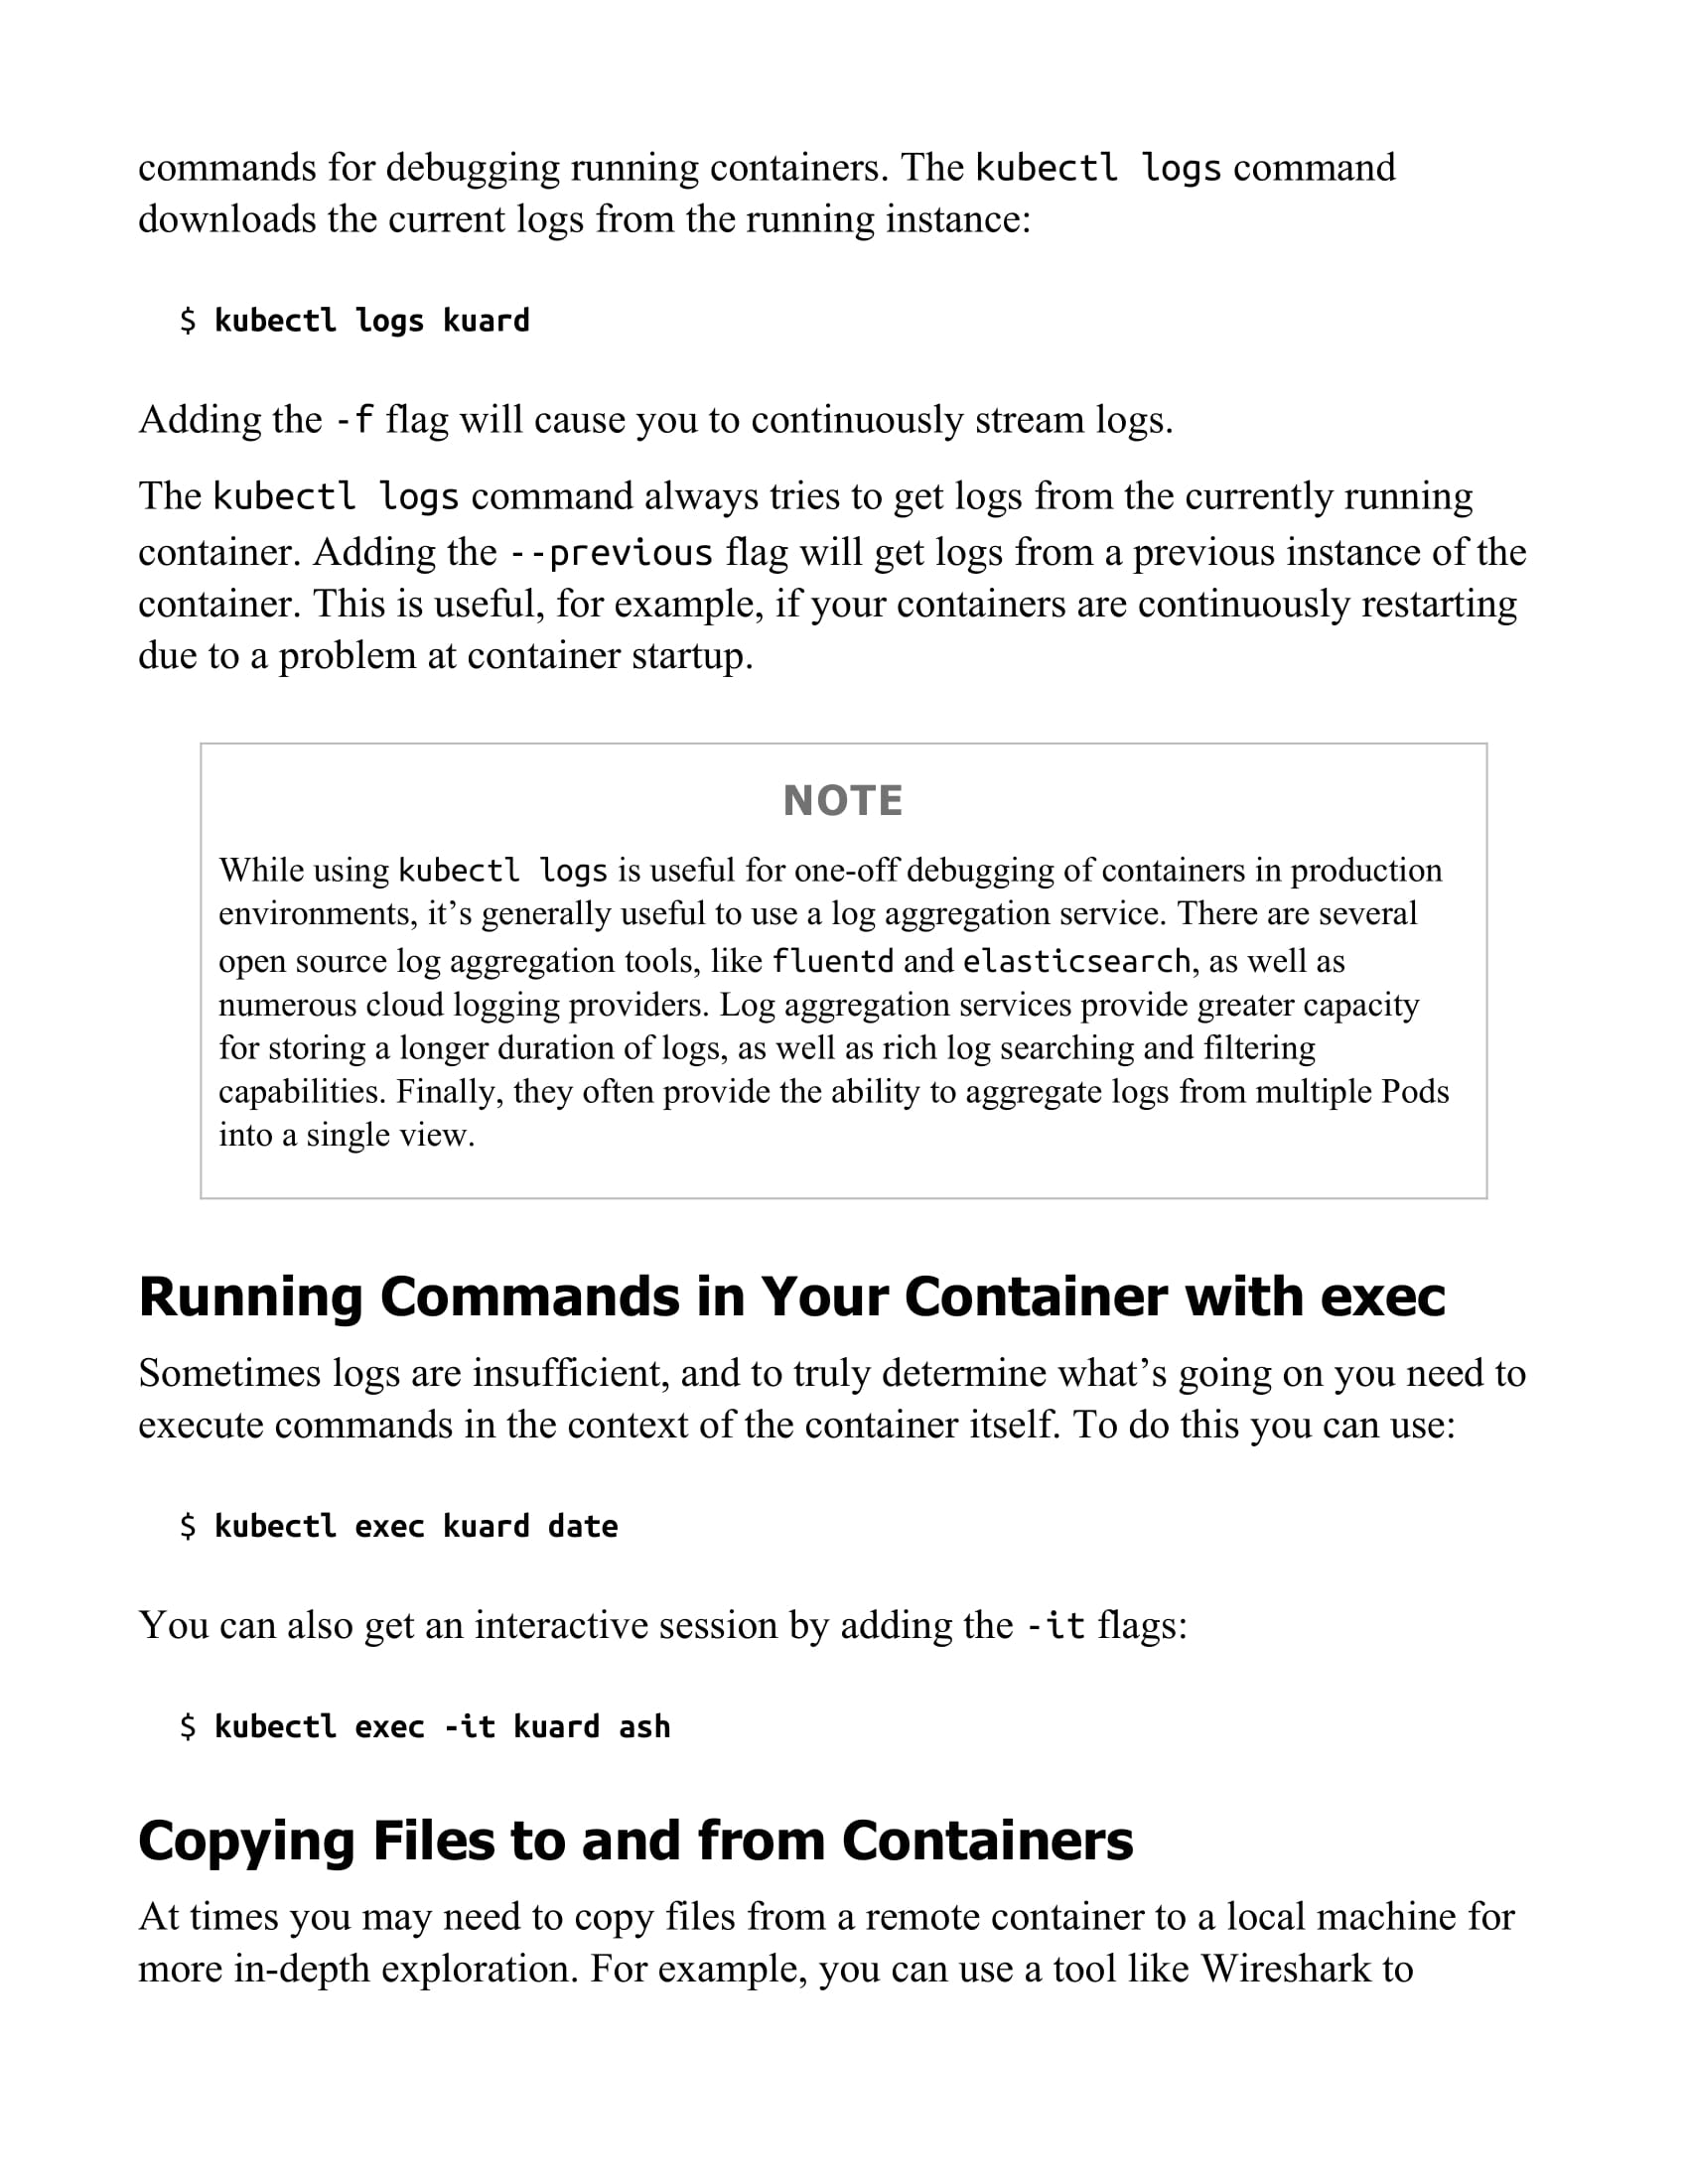 commands for debugging running containers. The kubectl logs command
downloads the current logs from the running instance:
$ kubectl logs kuard
Adding the -f flag will cause you to continuously stream logs.
The kubectl logs command always tries to get logs from the currently running
container. Adding the --previous flag will get logs from a previous instance of the
container. This is useful, for example, if your containers are continuously restarting
due to a problem at container startup.
NOTE
While using kubectl logs is useful for one-off debugging of containers in production
environments, it’s generally useful to use a log aggregation service. There are several
open source log aggregation tools, like fluentd and elasticsearch, as well as
numerous cloud logging providers. Log aggregation services provide greater capacity
for storing a longer duration of logs, as well as rich log searching and filtering
capabilities. Finally, they often provide the ability to aggregate logs from multiple Pods
into a single view.
Running Commands in Your Container with exec
Sometimes logs are insufficient, and to truly determine what’s going on you need to
execute commands in the context of the container itself. To do this you can use:
$ kubectl exec kuard date
You can also get an interactive session by adding the -it flags:
$ kubectl exec -it kuard ash
Copying Files to and from Containers
At times you may need to copy files from a remote container to a local machine for
more in-depth exploration. For example, you can use a tool like Wireshark to